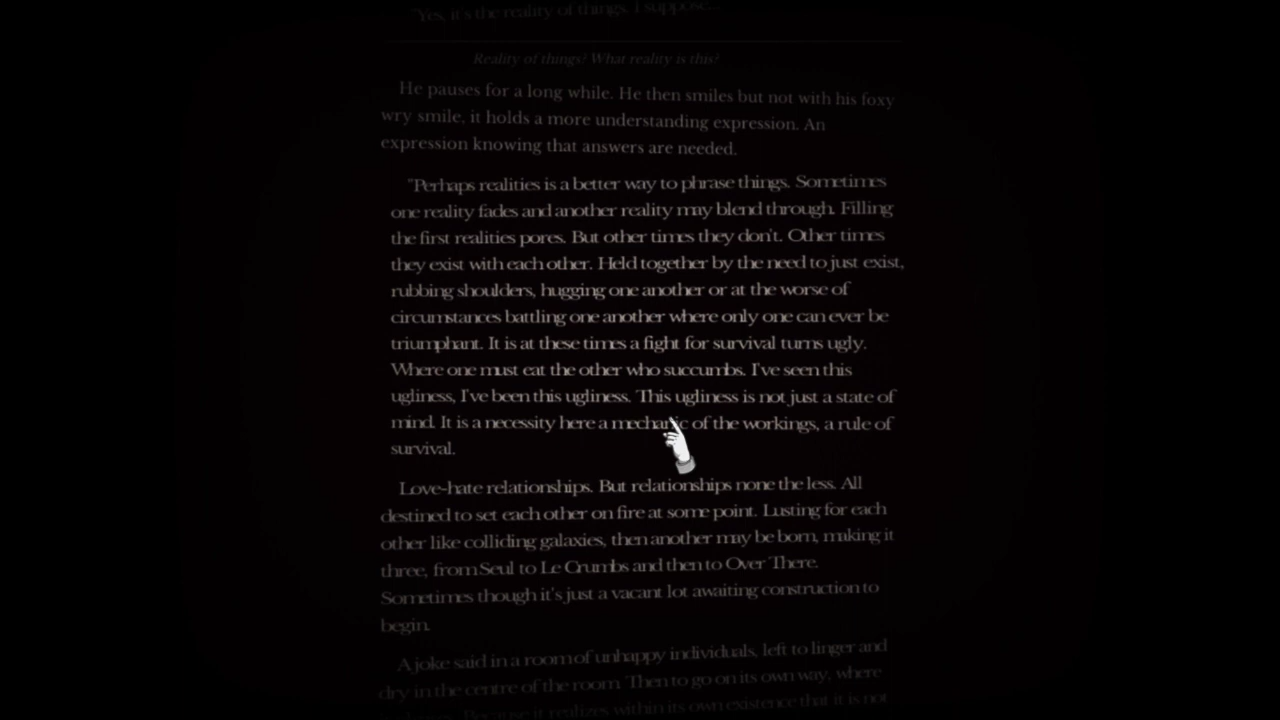 "Yes, it's the reality of things. I suppose...
Reality of things? What reality is this?
He pauses for a long while. He then smiles but not with his foxy
wry smile, it holds a more understanding expression. An
expression knowing that answers are needed.
"Perhaps realities is a better way to phrase things. Sometimes
one reality fades and another reality may blend through. Filling
the first realities pores. But other times they don't. Other times
they exist with each other. Held together by the need to just exist,
rubbing shoulders, hugging one another or at the worse of
circumstances battling one another where only one can ever be
triumphant. It is at these times a fight for survival turns ugly.
Where one must eat the other who succumbs. I've seen this
ugliness, I've been this ugliness. This ugliness is not just a state of
mind. It is a necessity here a mechanic of the workings, a rule of
survival.
Love-hate relationships. But relationships none the less. All
destined to set each other on fire at some point. Lusting for each
other like colliding galaxies, then another may be born, making it
three, from Seul to Le Crumbs and then to Over There.
Sometimes though it's just a vacant lot awaiting construction to
begin.
A joke said in a room of unhappy individuals, left to linger and
dry in the centre of the room. Then to go on its own way, where
Because it realizes within its own existence that it is not